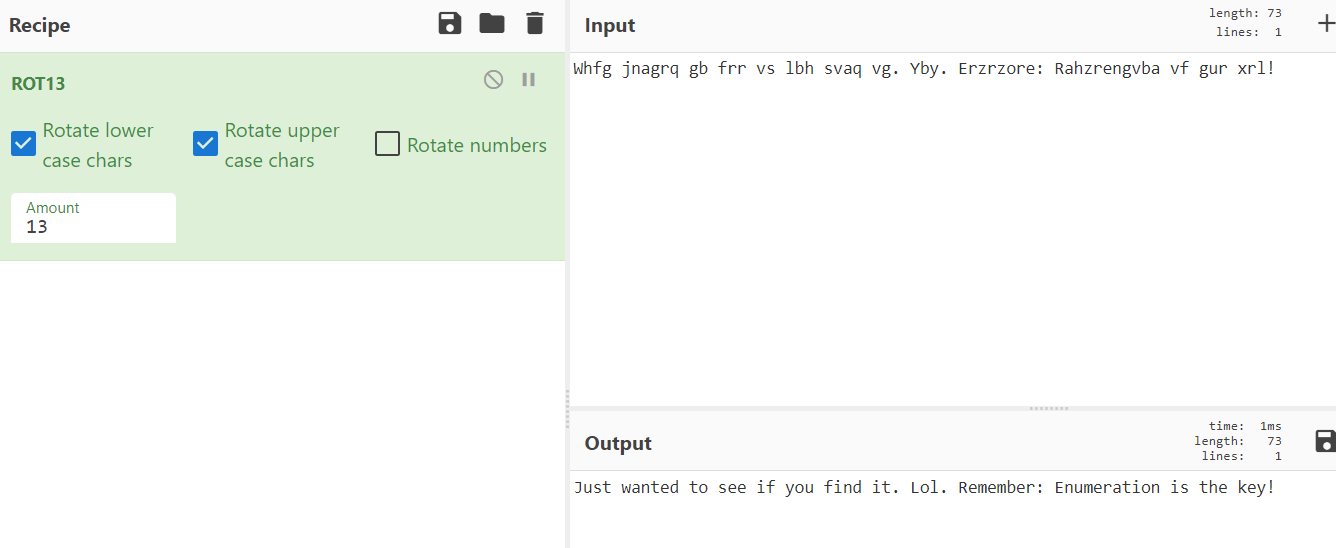 Recipe
ROT13
Rotate lower case chars
Rotate upper case chars
Rotate numbers
Amount
13
Input
length: 73
lines: 1
Whfg jnagrq gb frr vs lbh svaq vg. Yby. Erzrzore: Rahzrengvba vf gur xrl!
Output
time: 1ms
length: 73
lines: 1
Just wanted to see if you find it. Lol. Remember: Enumeration is the key!